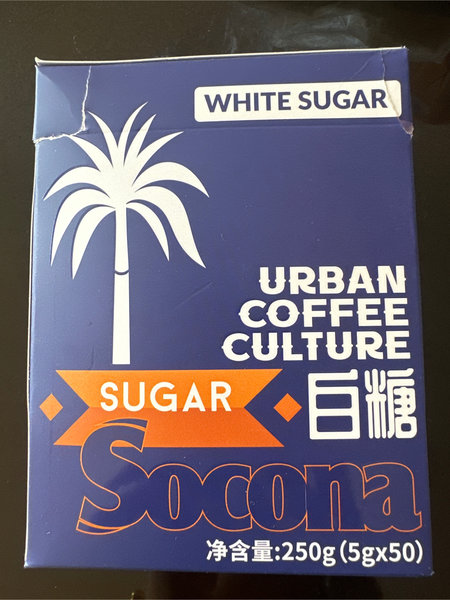 WHITE SUGAR
URBAN
COFFEE
CULTURE
SUGAR
白糖
Socona
净含量:250g(5gx50)